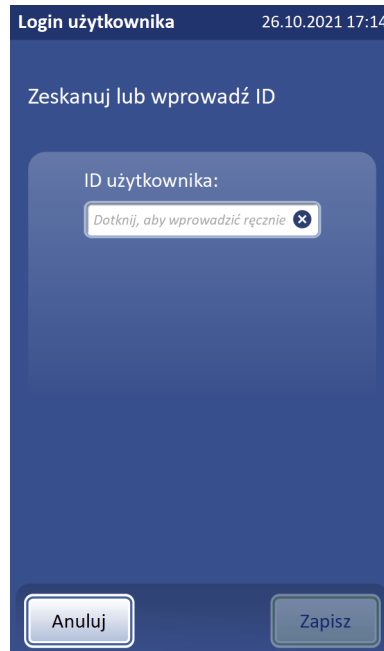 Login użytkownika 26.10.2021 17:14
Zeskanuj lub wprowadź ID
ID użytkownika:
Dotknij, aby wprowadzić ręcznie
Anuluj Zapisz